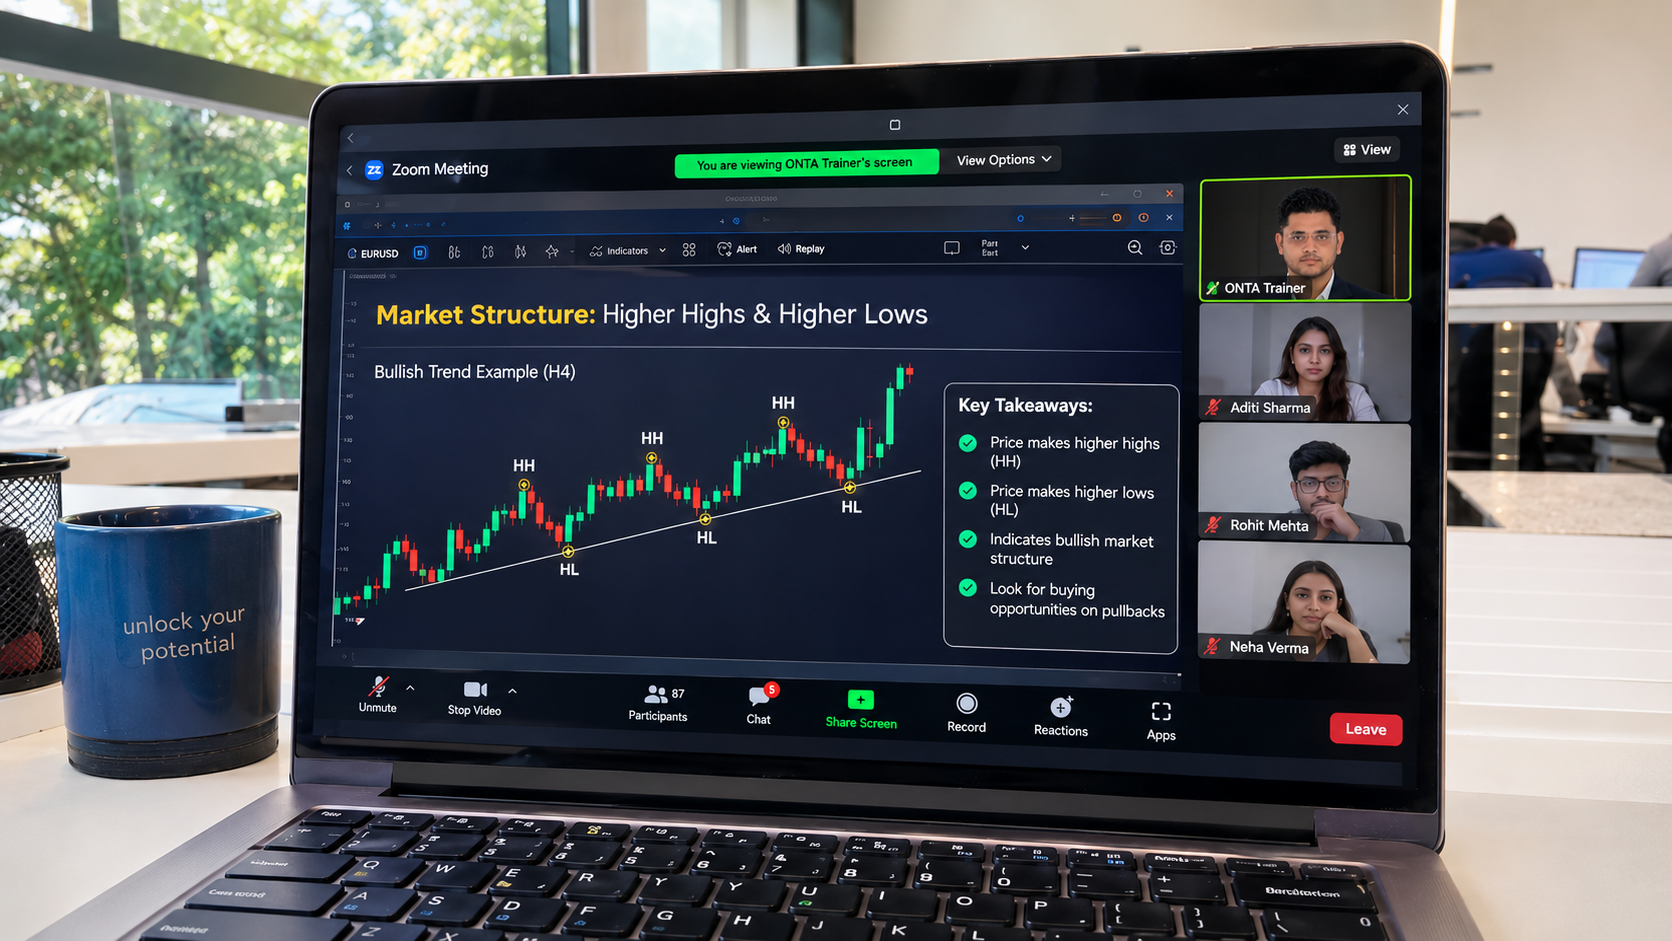 Zoom Meeting
You are viewing ONTA Trainer's screen
View Options
View
EURUSD
Indicators
Alert
Replay
Part
Eart
Market Structure: Higher Highs & Higher Lows
Bullish Trend Example (H4)
HH
HH
HH
HL
HL
HL
Key Takeaways:
Price makes higher highs
(HH)
Price makes higher lows
(HL)
Indicates bullish market
structure
Look for buying
opportunities on pullbacks
ONTA Trainer
Aditi Sharma
Rohit Mehta
Neha Verma
Unmute
Stop Video
87
Participants
5
Chat
Share Screen
Record
Reactions
Apps
Leave
unlock your
potential
Q W E R Y Y U I O P
A S D F G H J K L
Z X